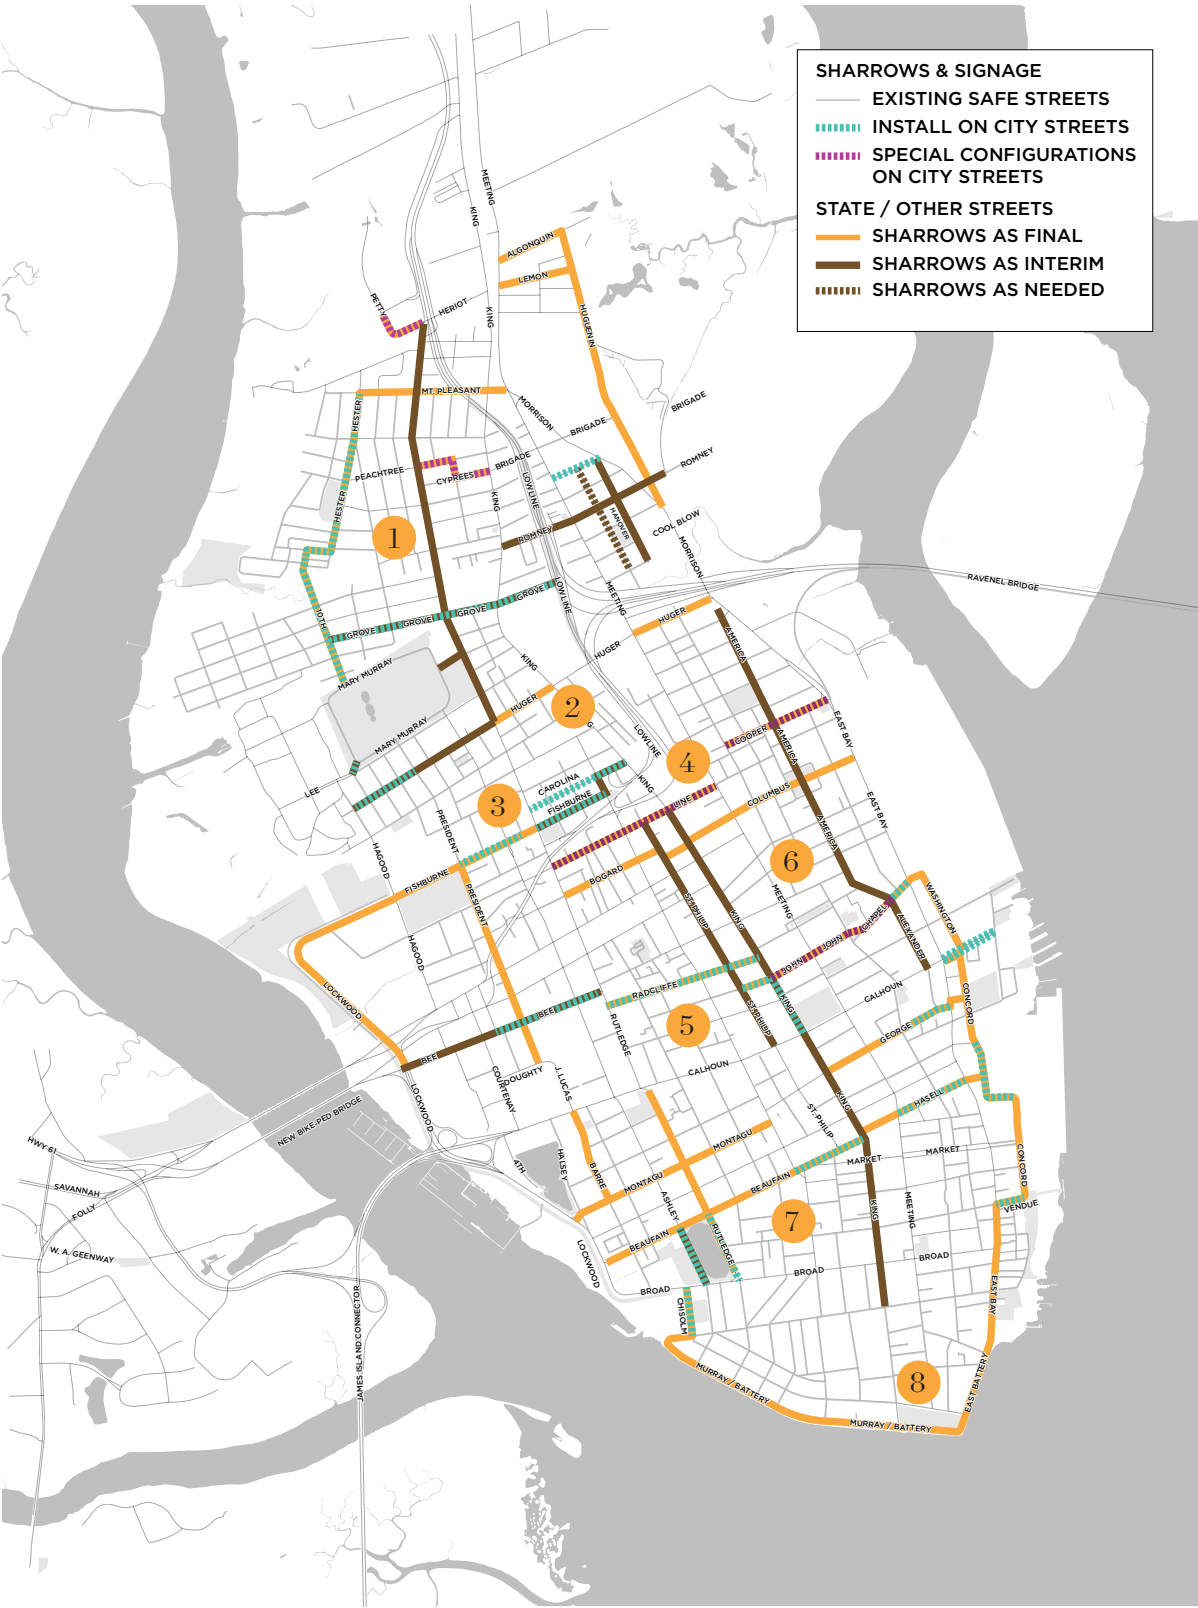 SHARROWS & SIGNAGE
EXISTING SAFE STREETS
INSTALL ON CITY STREETS
SPECIAL CONFIGURATIONS
ON CITY STREETS
STATE / OTHER STREETS
SHARROWS AS FINAL
SHARROWS AS INTERIM
SHARROWS AS NEEDED
MEETING
KING
ALGONQUIN
LEMON
PETTY
HERIOT
KING
HUGUENIN
MT. PLEASANT
MORRISON
BRIGADE
BRIGADE
HESTER
PEACHTREE
CYPREES
BRIGADE
ROMNEY
LOWLINE
KING
HESTER
HANOVER
COOL BLOW
ROMNEY
1
MORRISON
RAVENEL BRIDGE
LOWLINE
MEETING
GROVE
GROVE
GROVE
GROVE
10TH
HUGER
HUGER
AMERICA
KING
MARY MURRAY
HUGER
2
G
MARY MURRAY
LOWLINE
COOPER
AMERICA
EAST BAY
4
LEE
CAROLINA
KING
LINE
COLUMBUS
EAST BAY
3
FISHBURNE
PRESIDENT
AMERICA
HAGOOD
6
FISHBURNE
BOGARD
PRESIDENT
ST. PHILIP
KING
MEETING
WASHINGTON
CHAPEL
ALEXANDER
HAGOOD
JOHN
JOHN
LOCKWOOD
RADCLIFFE
CALHOUN
KING
CONCORD
BEE
5
ST. PHILIP
RUTLEDGE
GEORGE
BEE
CALHOUN
DOUGHTY
COURTENAY
J. LUCAS
LOCKWOOD
NEW BIKE-PED BRIDGE
KING
HASELL
ST. PHILIP
HWY 61
MONTAGU
MARKET
MARKET
4TH
HALSEY
BARRE
MONTAGU
BEAUFAIN
CONCORD
SAVANNAH
FOLLY
ASHLEY
KING
MEETING
VENDUE
7
RUTLEDGE
BEAUFAIN
W. A. GEENWAY
LOCKWOOD
BROAD
BROAD
BROAD
EAST BAY
CHISOLM
JAMES ISLAND CONNECTOR
MURRAY / BATTERY
8
EAST BATTERY
MURRAY / BATTERY